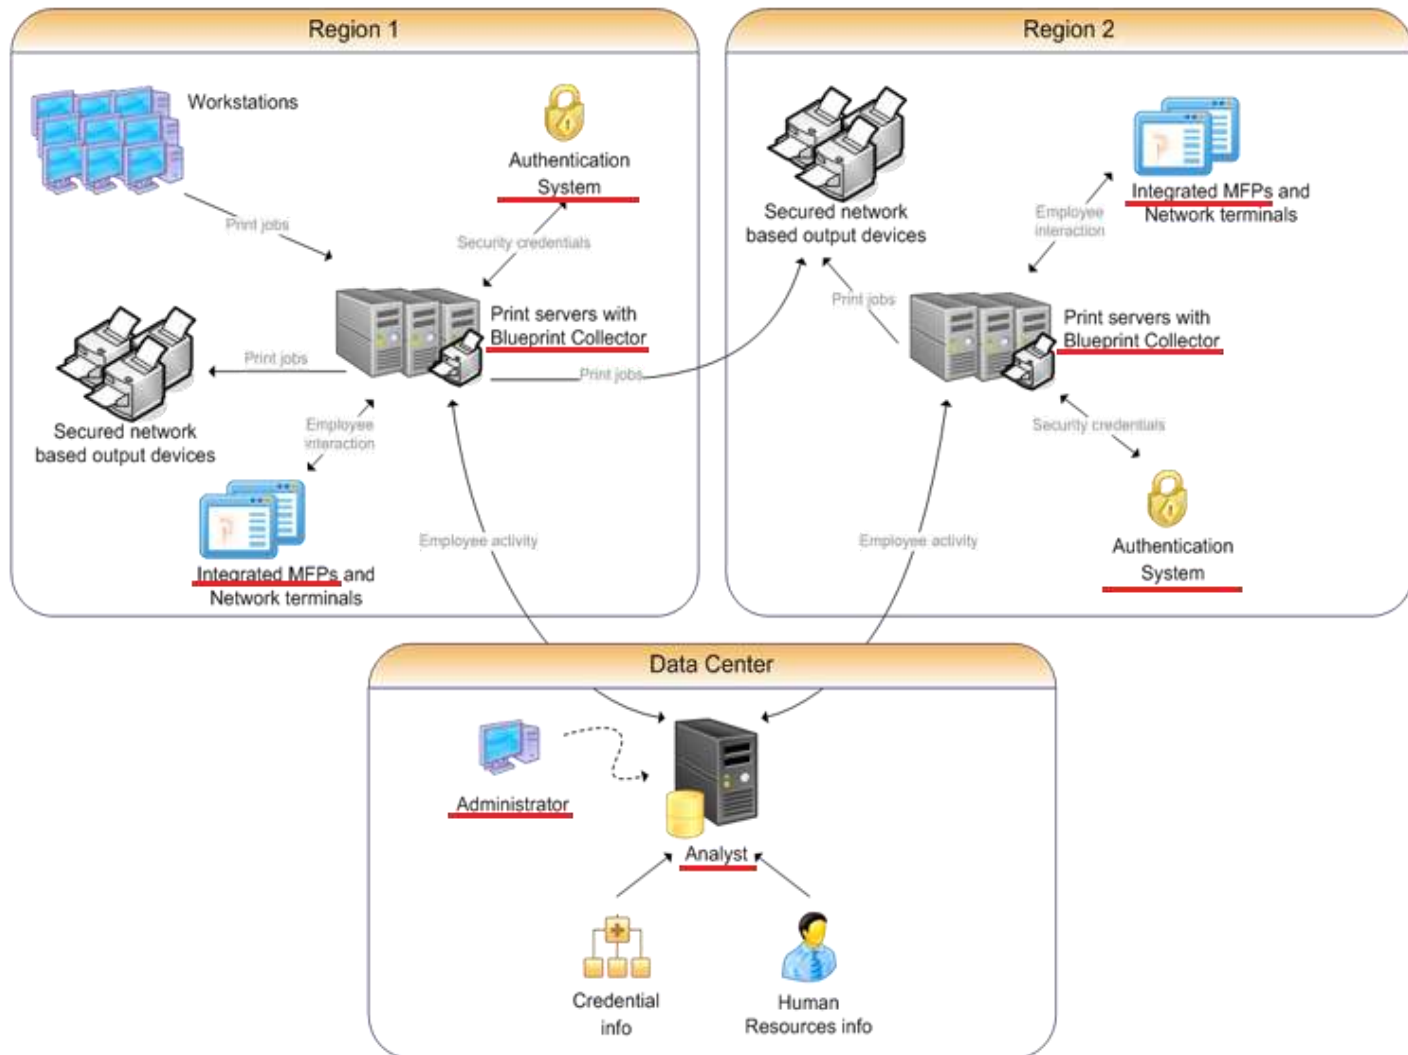 Region 1
Workstations
Authentication
System
Print jobs
Security credentials
Print servers with
Blueprint Collector
Print jobs
Print jobs
Secured network
based output devices
Employee
interaction
Integrated MFPs and
Network terminals
Employee activity
Region 2
Secured network
based output devices
Integrated MFPs and
Network terminals
Employee
interaction
Print jobs
Print servers with
Blueprint Collector
Security credentials
Authentication
System
Employee activity
Data Center
Administrator
Analyst
Credential
info
Human
Resources info